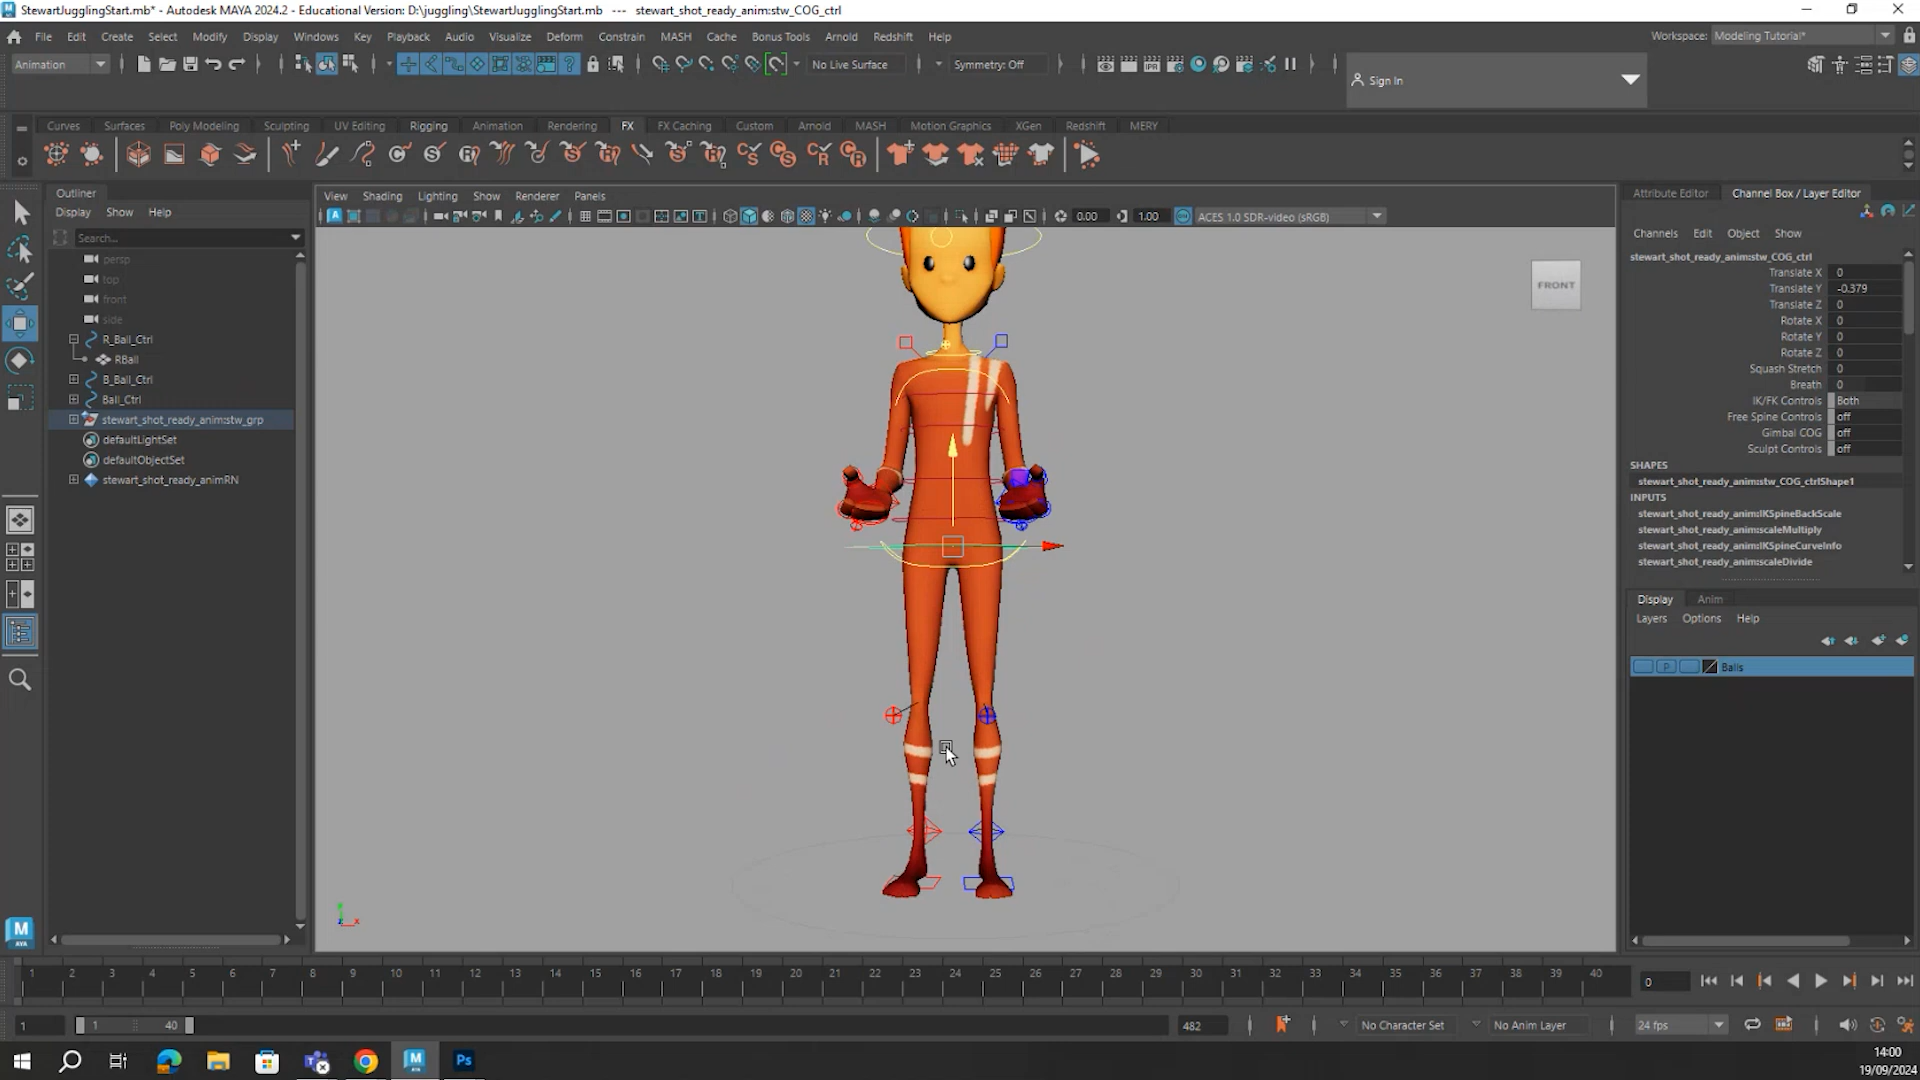 StewartJugglingStart.mb* - Autodesk MAYA 2024.2 - Educational Version: D:\juggling\StewartJugglingStart.mb --- stewart_shot_ready_anim:stw_COG_ctrl
File Edit Create Select Modify Display Windows Key Playback Audio Visualize Deform Constrain MASH Cache Bonus Tools Arnold Redshift Help
Workspace: Modeling Tutorial*
Animation No Live Surface Symmetry: Off Sign In
Curves Surfaces Poly Modeling Sculpting UV Editing Rigging Animation Rendering FX FX Caching Custom Arnold MASH Motion Graphics XGen Redshift MERY
Outliner
Display Show Help
Search...
persp
top
front
side
R_Ball_Ctrl
RBall
B_Ball_Ctrl
Ball_Ctrl
stewart_shot_ready_anim:stw_grp
defaultLightSet
defaultObjectSet
stewart_shot_ready_animRN
View Shading Lighting Show Renderer Panels
0.00 1.00 ACES 1.0 SDR-video (sRGB)
FRONT
Attribute Editor Channel Box / Layer Editor
Channels Edit Object Show
stewart_shot_ready_anim:stw_COG_ctrl
Translate X 0
Translate Y -0.379
Translate Z 0
Rotate X 0
Rotate Y 0
Rotate Z 0
Squash Stretch 0
Breath 0
IK/FK Controls Both
Free Spine Controls off
Gimbal COG off
Sculpt Controls off
SHAPES
stewart_shot_ready_anim:stw_COG_ctrlShape1
INPUTS
stewart_shot_ready_anim:IKSpineBackScale
stewart_shot_ready_anim:scaleMultiply
stewart_shot_ready_anim:IKSpineCurveInfo
stewart_shot_ready_anim:scaleDivide
Display Anim
Layers Options Help
P Balls
1 2 3 4 5 6 7 8 9 10 11 12 13 14 15 16 17 18 19 20 21 22 23 24 25 26 27 28 29 30 31 32 33 34 35 36 37 38 39 40
0
1 1 40 482 No Character Set No Anim Layer 24 fps
14:00
19/09/2024